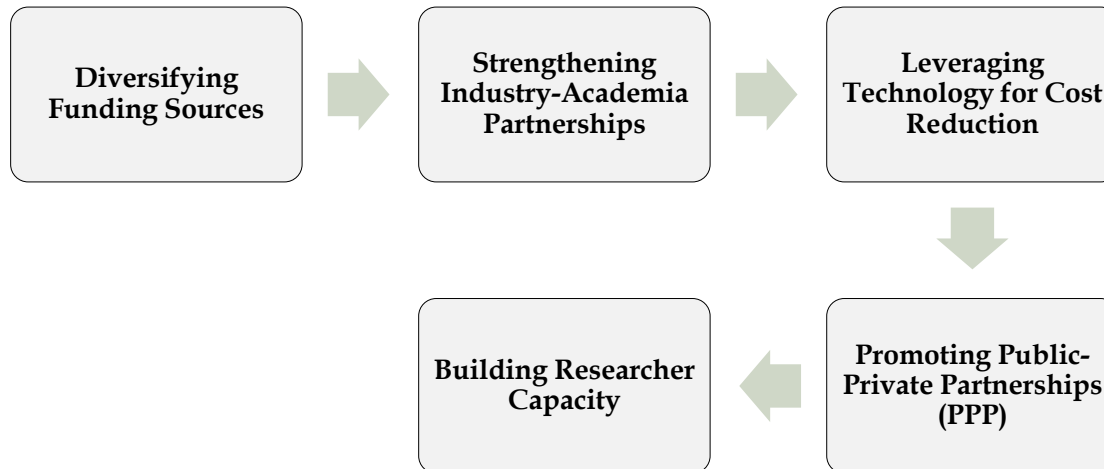 Diversifying
Funding Sources
Strengthening
Industry-Academia
Partnerships
Leveraging
Technology for Cost
Reduction
Promoting Public-
Private Partnerships
(PPP)
Building Researcher
Capacity